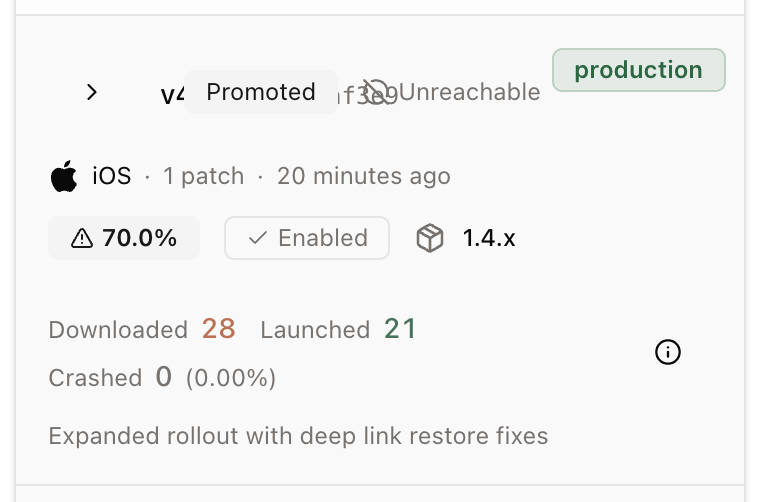 production
v4 Promoted af3e9 Unreachable
iOS · 1 patch · 20 minutes ago
70.0% Enabled 1.4.x
Downloaded 28 Launched 21
Crashed 0 (0.00%)
Expanded rollout with deep link restore fixes